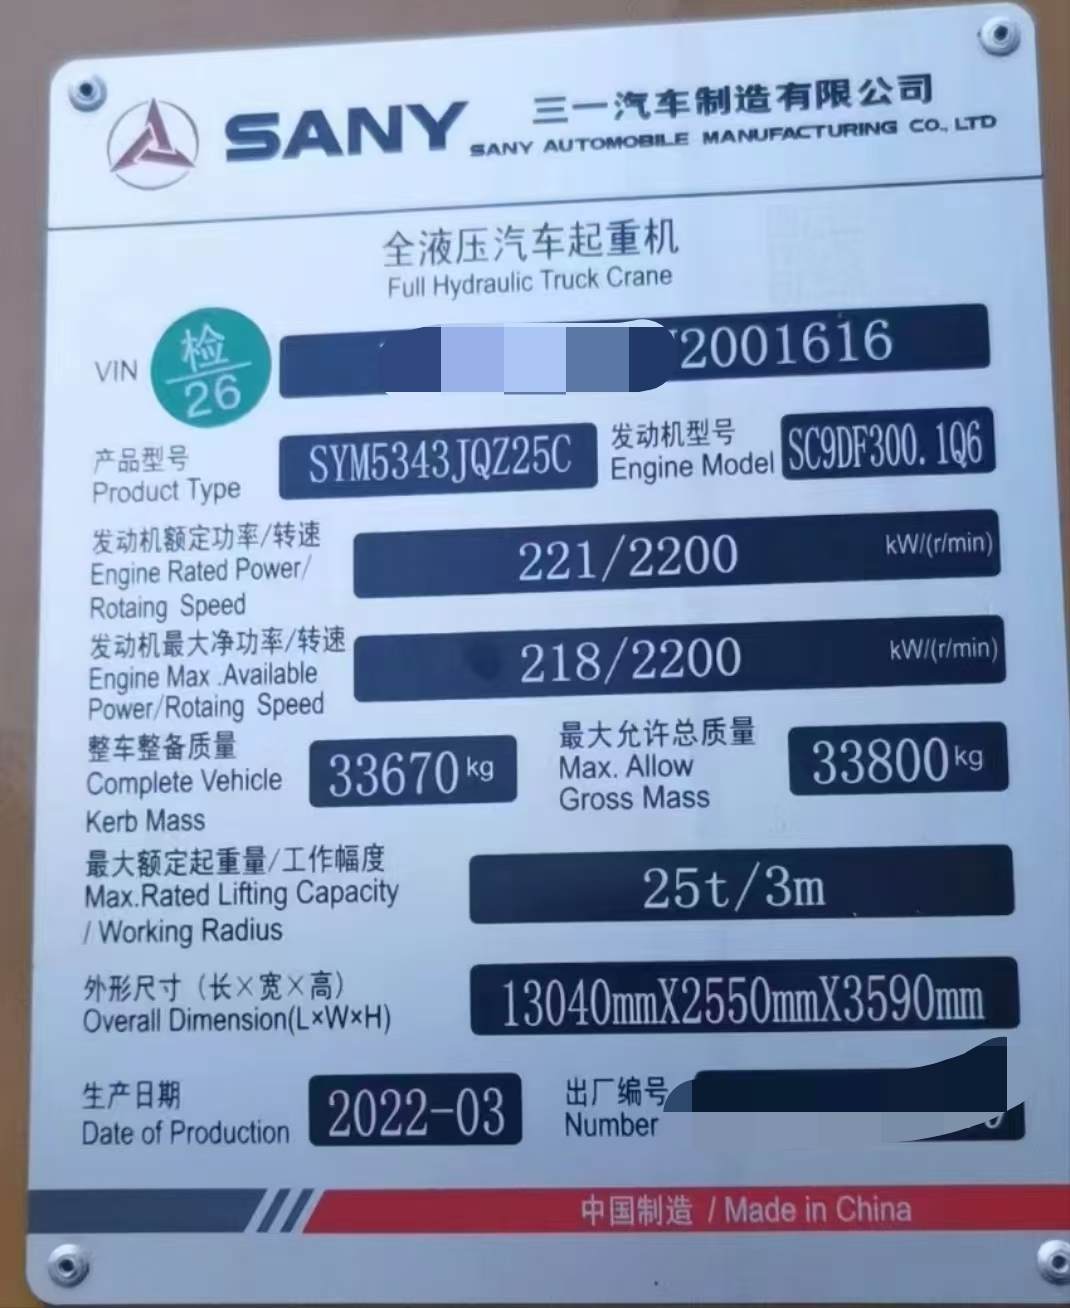 SANY 三一汽车制造有限公司
SANY AUTOMOBILE MANUFACTURING CO., LTD
全液压汽车起重机
Full Hydraulic Truck Crane
VIN 检 2001616
26
产品型号 SYM5343JQZ25C 发动机型号 SC9DF300.1Q6
Product Type Engine Model
发动机额定功率/转速
Engine Rated Power/ 221/2200 kW/(r/min)
Rotaing Speed
发动机最大净功率/转速
Engine Max .Available 218/2200 kW/(r/min)
Power/Rotaing Speed
整车整备质量 最大允许总质量
Complete Vehicle 33670 kg Max. Allow 33800 kg
Kerb Mass Gross Mass
最大额定起重量/工作幅度
Max.Rated Lifting Capacity 25t/3m
/ Working Radius
外形尺寸（长×宽×高）
Overall Dimension(L×W×H) 13040mmX2550mmX3590mm
生产日期 2022-03 出厂编号
Date of Production Number
中国制造 / Made in China